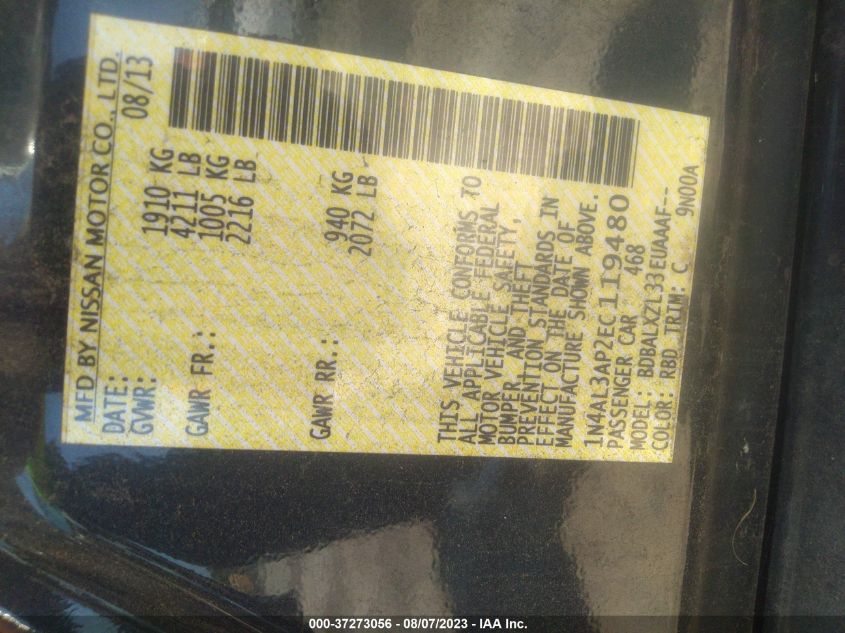 MFD BY NISSAN MOTOR CO., LTD.
DATE: 08/13
GVWR: 1910 KG
4211 LB
GAWR FR.: 1005 KG
2216 LB
GAWR RR.: 940 KG
2072 LB
THIS VEHICLE CONFORMS TO
ALL APPLICABLE FEDERAL
MOTOR VEHICLE SAFETY,
BUMPER, AND THEFT
PREVENTION STANDARDS IN
EFFECT ON THE DATE OF
MANUFACTURE SHOWN ABOVE.
1N4AL3AP2EC119480
PASSENGER CAR 468
MODEL: BDBALXZL33EUAAAF--
COLOR: RBD TRIM: C 9N00A
000-37273056 - 08/07/2023 - IAA Inc.